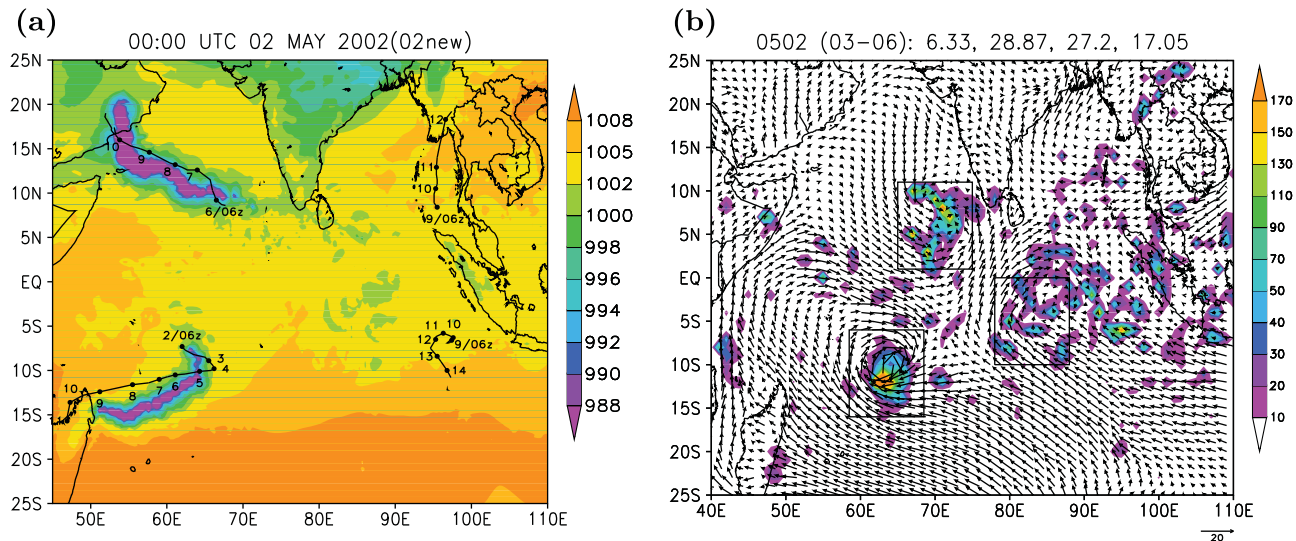 (a)
00:00 UTC 02 MAY 2002(02new)
25N
20N
15N
10N
5N
EQ
5S
10S
15S
20S
25S
50E 60E 70E 80E 90E 100E 110E
10
9
8
7
6/06z
12
11
10
9/06z
2/06z
3
4
5
6
7
8
9
10
11 10
12 9/06z
13
14
1008
1005
1002
1000
998
996
994
992
990
988
(b)
0502 (03-06): 6.33, 28.87, 27.2, 17.05
25N
20N
15N
10N
5N
EQ
5S
10S
15S
20S
25S
40E 50E 60E 70E 80E 90E 100E 110E
170
150
130
110
90
70
50
40
30
20
10
20